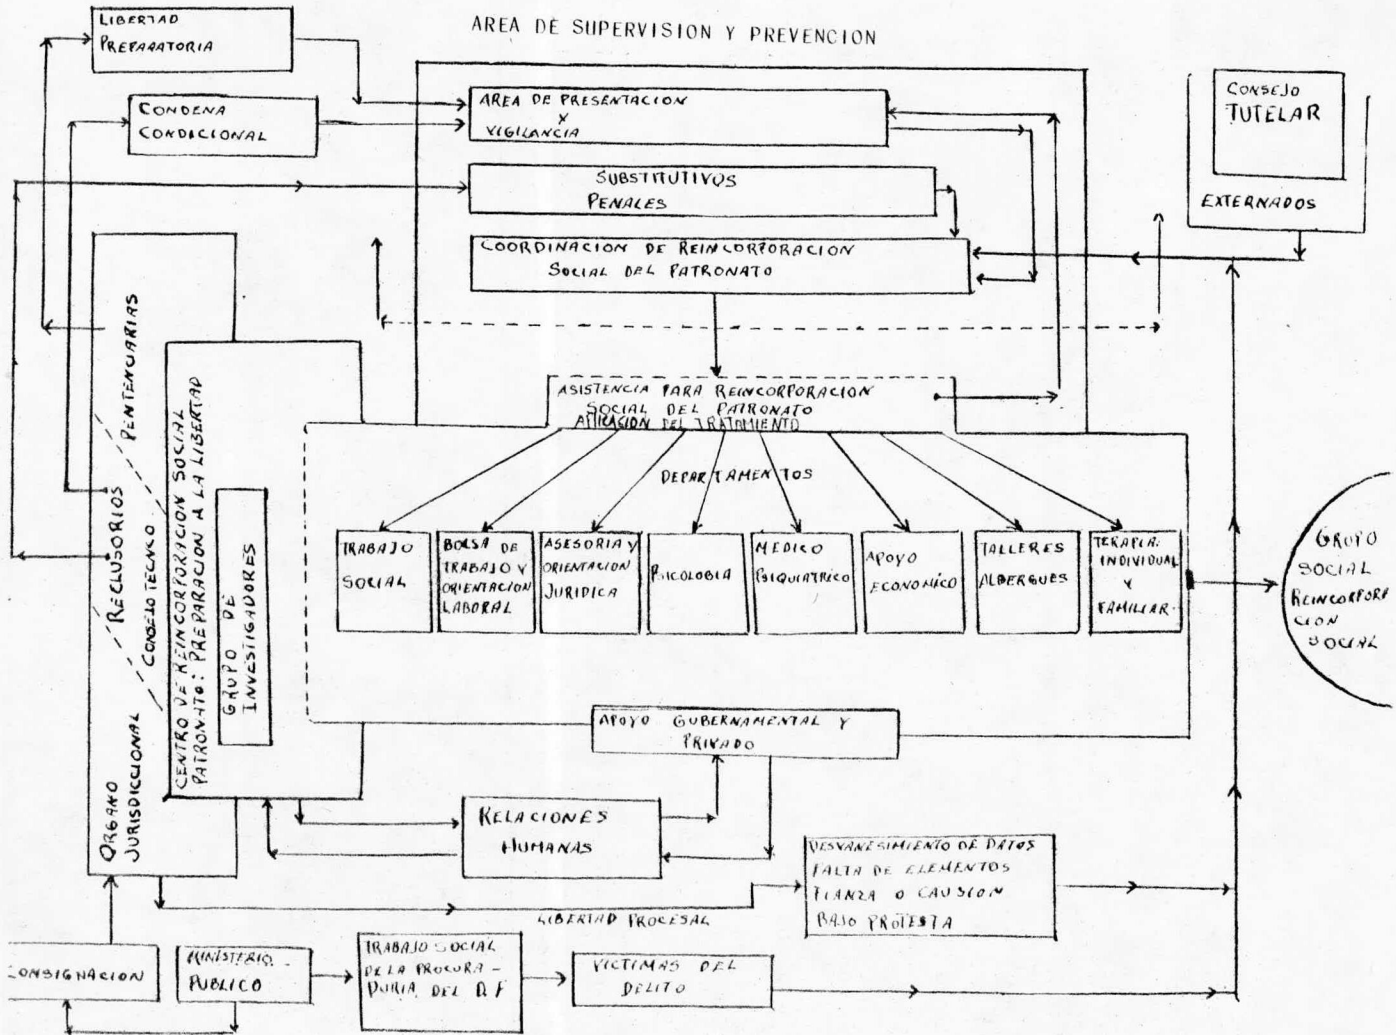 AREA DE SUPERVISION Y PREVENCION
LIBERTAD
PREPARATORIA
CONDENA
CONDICIONAL
AREA DE PRESENTACION
Y
VIGILANCIA
SUBSTITUTIVOS
PENALES
COORDINACION DE REINCORPORACION
SOCIAL DEL PATRONATO
CONSEJO
TUTELAR
EXTERNADOS
ORGANO
JURISDICCIONAL
RECLUSORIOS
PENTENCIARIAS
CONSEJO TECNICO
CENTRO DE REINCORPORACION SOCIAL
PATRONATO: PREPARACION A LA LIBERTAD
GRUPO DE
INVESTIGADORES
ASISTENCIA PARA REINCORPORACION
SOCIAL DEL PATRONATO
APLICACION DEL TRATAMIENTO
DEPARTAMENTOS
TRABAJO
SOCIAL
BOLSA DE
TRABAJO Y
ORIENTACION
LABORAL
ASESORIA Y
ORIENTACION
JURIDICA
PSICOLOGIA
MEDICO
PSIQUIATRICO
APOYO
ECONOMICO
TALLERES
ALBERGUES
TERAPIA:
INDIVIDUAL
Y
FAMILIAR
GRUPO
SOCIAL
REINCORPORA
CION
SOCIAL
APOYO GUBERNAMENTAL Y
PRIVADO
RELACIONES
HUMANAS
DESVANESIMIENTO DE DATOS
FALTA DE ELEMENTOS
FIANZA O CAUSION
BAJO PROTESTA
LIBERTAD PROCESAL
CONSIGNACION
MINISTERIO
PUBLICO
TRABAJO SOCIAL
DE LA PROCURA-
DURIA DEL D.F
VICTIMAS DEL
DELITO